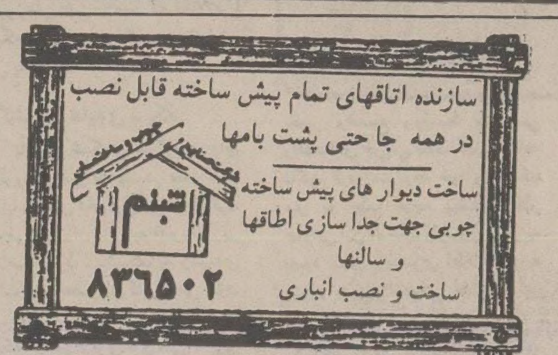 سازنده اتاقهای تمام پیش ساخته قابل نصب
در همه جا حتی پشت بامها
ساخت دیوار های پیش ساخته
چوبی جهت جدا سازی اطاقها
و سالنها
ساخت و نصب انباری
شبنم
۸۳۶۵۰۲